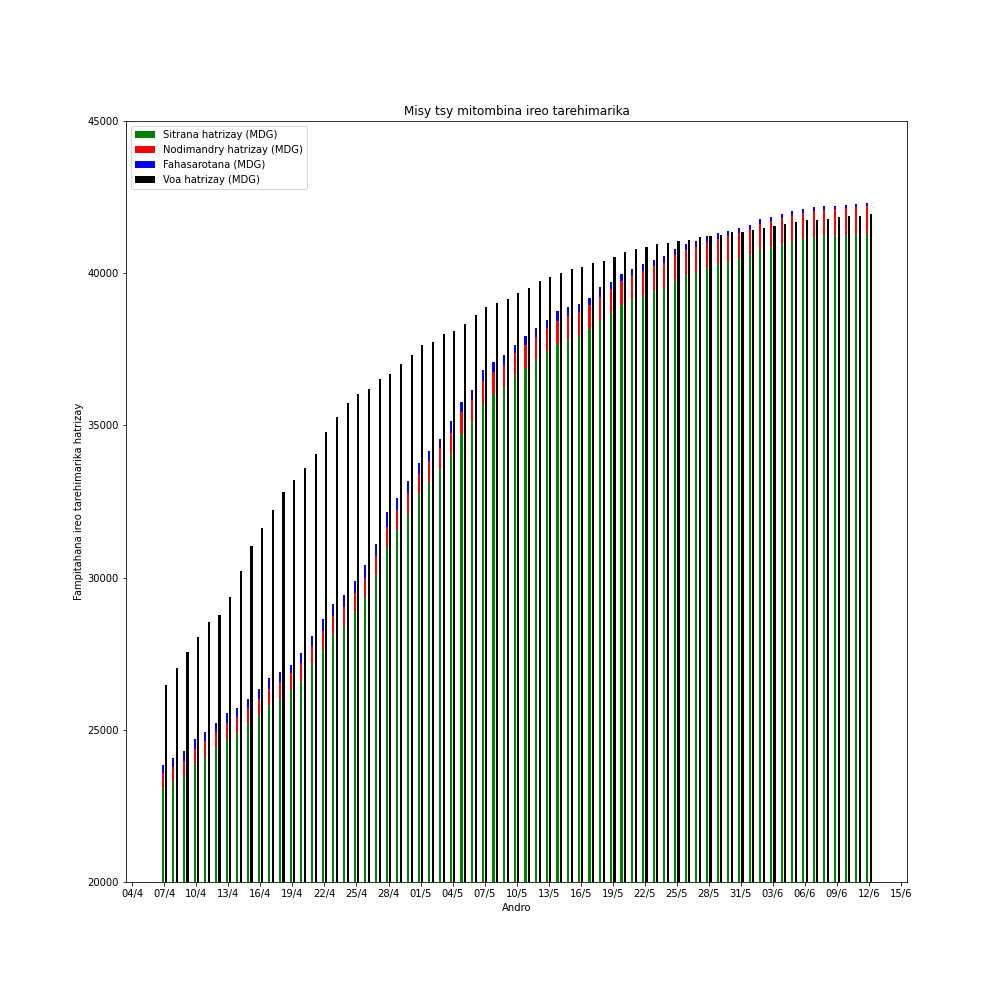 Misy tsy mitombina ireo tarehimarika
45000
Sitrana hatrizay (MDG)
Nodimandry hatrizay (MDG)
Fahasarotana (MDG)
Voa hatrizay (MDG)
40000
35000
Fampitahana ireo tarehimarika hatrizay
30000
25000
20000
04/4 07/4 10/4 13/4 16/4 19/4 22/4 25/4 28/4 01/5 04/5 07/5 10/5 13/5 16/5 19/5 22/5 25/5 28/5 31/5 03/6 06/6 09/6 12/6 15/6
Andro